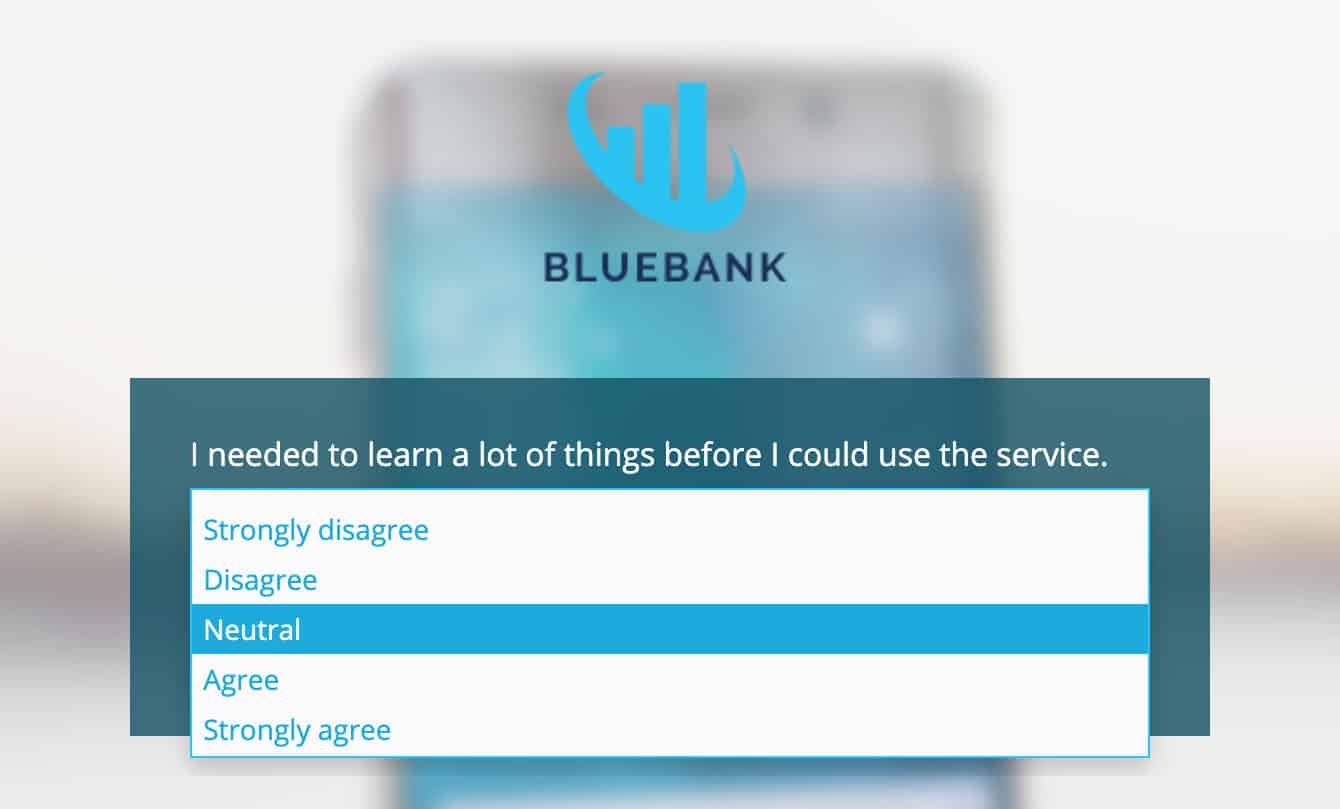 BLUEBANK
I needed to learn a lot of things before I could use the service.
Strongly disagree
Disagree
Neutral
Agree
Strongly agree